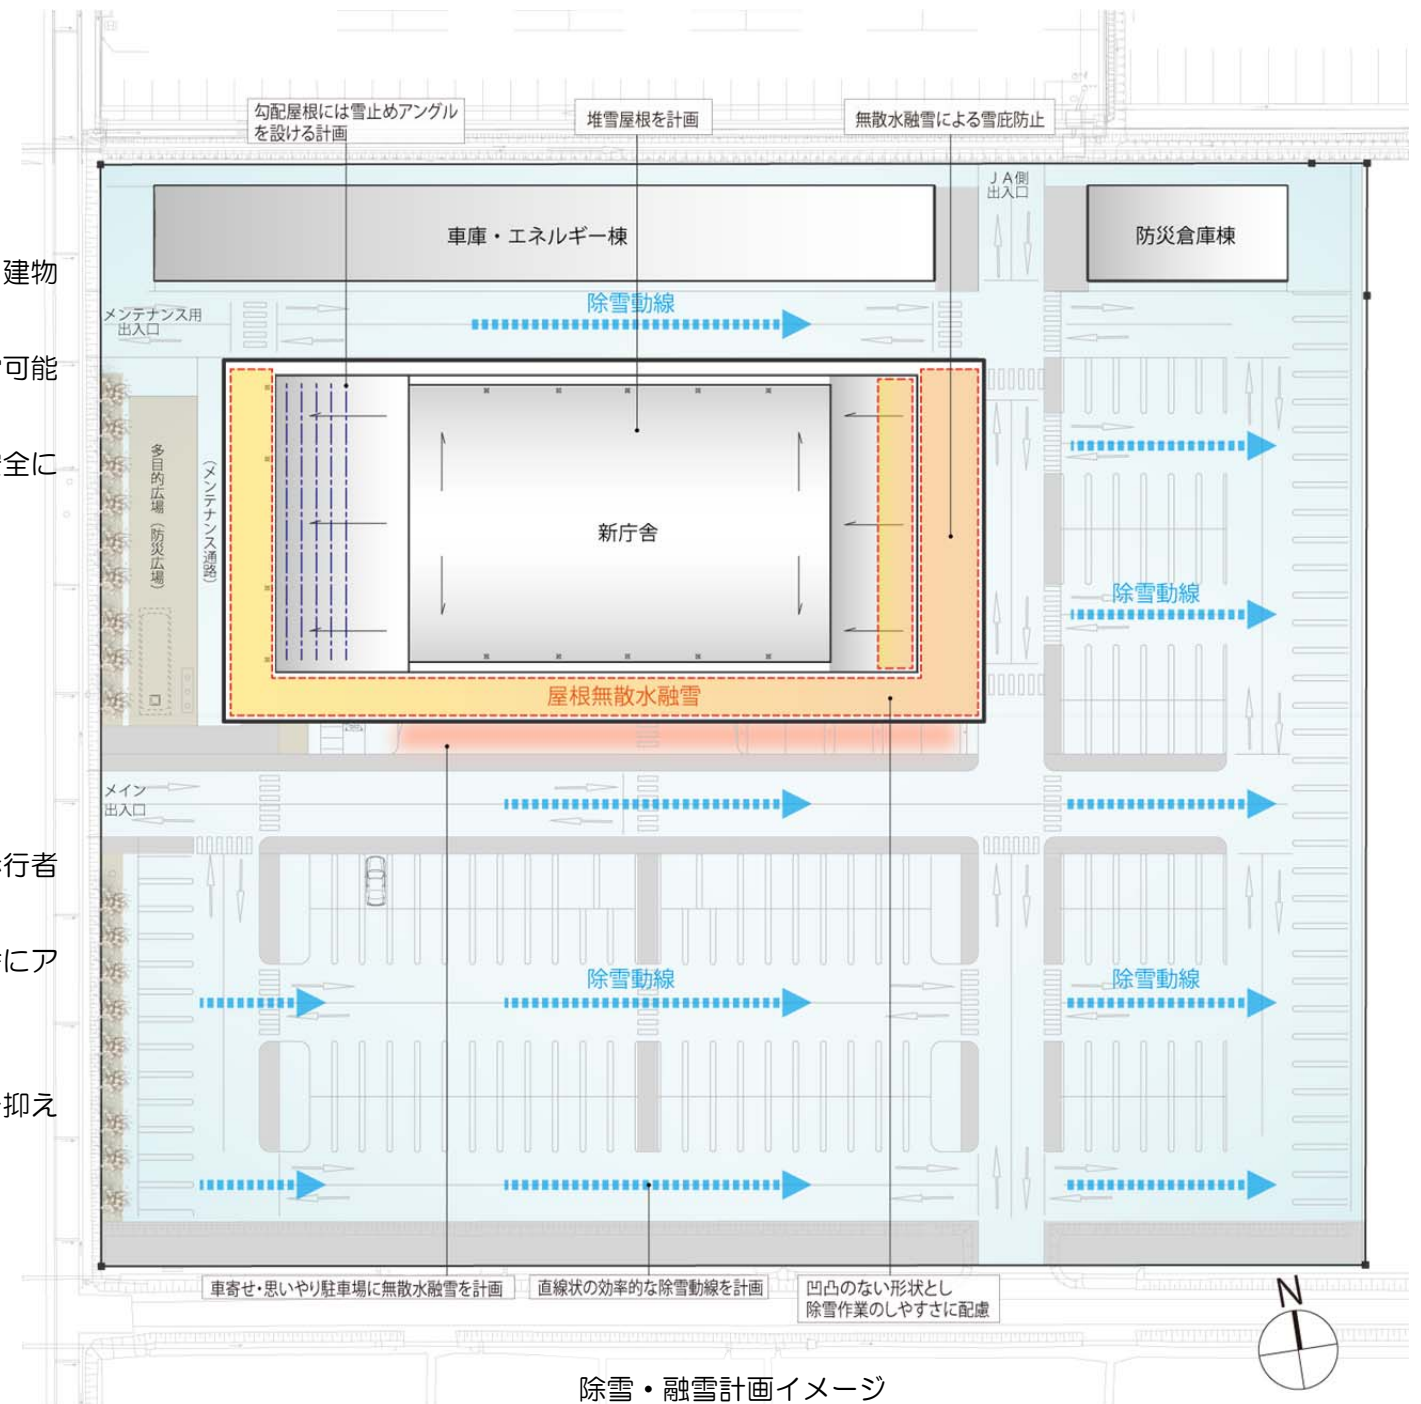 勾配屋根には雪止めアングル
を設ける計画
堆雪屋根を計画
無散水融雪による雪庇防止
JA側
出入口
車庫・エネルギー棟
防災倉庫棟
建物
除雪動線
メンテナンス用
出入口
可能
全に
多目的広場（防災広場）
（メンテナンス通路）
新庁舎
除雪動線
屋根無散水融雪
メイン
出入口
行者
にア
除雪動線
除雪動線
抑え
車寄せ・思いやり駐車場に無散水融雪を計画
直線状の効率的な除雪動線を計画
凹凸のない形状とし
除雪作業のしやすさに配慮
N
除雪・融雪計画イメージ